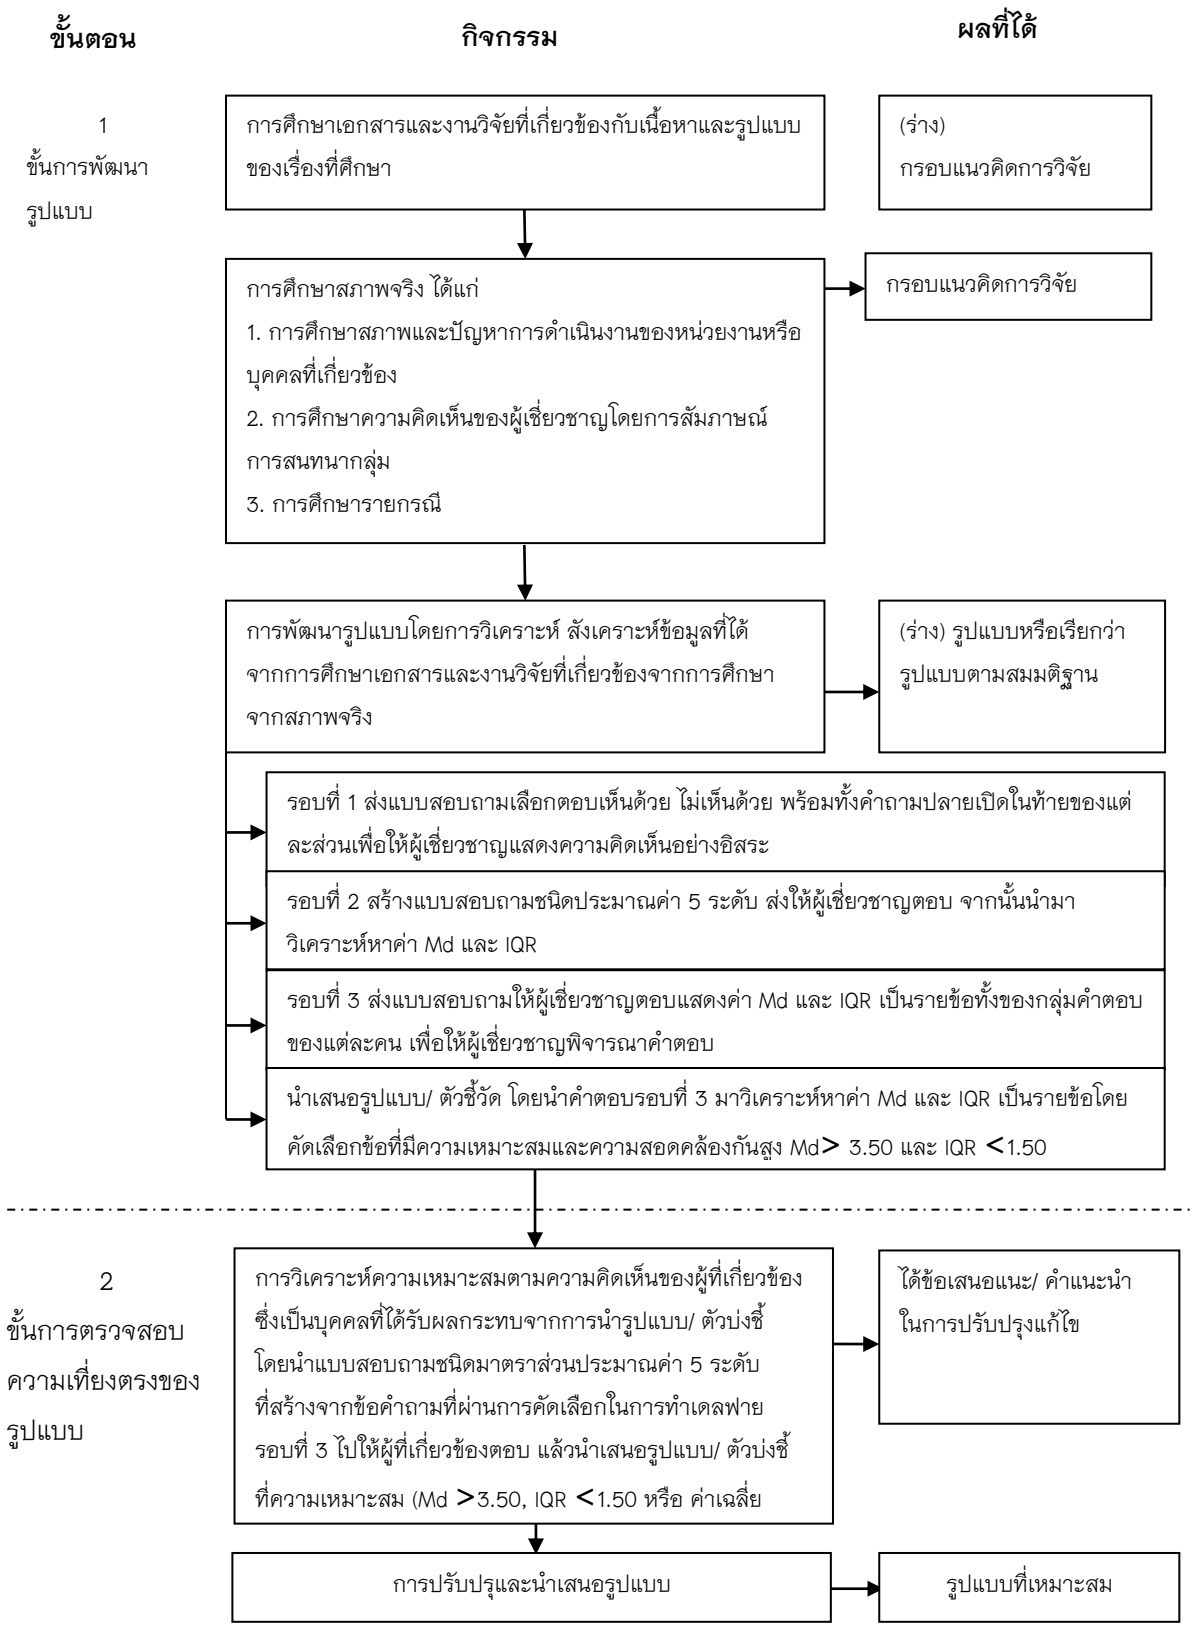 ขั้นตอน
กิจกรรม
ผลที่ได้
1
ขั้นการพัฒนา
รูปแบบ
การศึกษาเอกสารและงานวิจัยที่เกี่ยวข้องกับเนื้อหาและรูปแบบ
ของเรื่องที่ศึกษา
(ร่าง)
กรอบแนวคิดการวิจัย
การศึกษาสภาพจริง ได้แก่
1. การศึกษาสภาพและปัญหาการดำเนินงานของหน่วยงานหรือ
บุคคลที่เกี่ยวข้อง
2. การศึกษาความคิดเห็นของผู้เชี่ยวชาญโดยการสัมภาษณ์
การสนทนากลุ่ม
3. การศึกษารายกรณี
กรอบแนวคิดการวิจัย
การพัฒนารูปแบบโดยการวิเคราะห์ สังเคราะห์ข้อมูลที่ได้
จากการศึกษาเอกสารและงานวิจัยที่เกี่ยวข้องจากการศึกษา
จากสภาพจริง
(ร่าง) รูปแบบหรือเรียกว่า
รูปแบบตามสมมติฐาน
รอบที่ 1 ส่งแบบสอบถามเลือกตอบเห็นด้วย ไม่เห็นด้วย พร้อมทั้งคำถามปลายเปิดในท้ายของแต่
ละส่วนเพื่อให้ผู้เชี่ยวชาญแสดงความคิดเห็นอย่างอิสระ
รอบที่ 2 สร้างแบบสอบถามชนิดประมาณค่า 5 ระดับ ส่งให้ผู้เชี่ยวชาญตอบ จากนั้นนำมา
วิเคราะห์หาค่า Md และ IQR
รอบที่ 3 ส่งแบบสอบถามให้ผู้เชี่ยวชาญตอบแสดงค่า Md และ IQR เป็นรายข้อทั้งของกลุ่มคำตอบ
ของแต่ละคน เพื่อให้ผู้เชี่ยวชาญพิจารณาคำตอบ
นำเสนอรูปแบบ/ ตัวชี้วัด โดยนำคำตอบรอบที่ 3 มาวิเคราะห์หาค่า Md และ IQR เป็นรายข้อโดย
คัดเลือกข้อที่มีความเหมาะสมและความสอดคล้องกันสูง Md> 3.50 และ IQR <1.50
2
ขั้นการตรวจสอบ
ความเที่ยงตรงของ
รูปแบบ
การวิเคราะห์ความเหมาะสมตามความคิดเห็นของผู้ที่เกี่ยวข้อง
ซึ่งเป็นบุคคลที่ได้รับผลกระทบจากการนำรูปแบบ/ ตัวบ่งชี้
โดยนำแบบสอบถามชนิดมาตราส่วนประมาณค่า 5 ระดับ
ที่สร้างจากข้อคำถามที่ผ่านการคัดเลือกในการทำเดลฟาย
รอบที่ 3 ไปให้ผู้ที่เกี่ยวข้องตอบ แล้วนำเสนอรูปแบบ/ ตัวบ่งชี้
ที่ความเหมาะสม (Md >3.50, IQR <1.50 หรือ ค่าเฉลี่ย
ได้ข้อเสนอแนะ/ คำแนะนำ
ในการปรับปรุงแก้ไข
การปรับปรุและนำเสนอรูปแบบ
รูปแบบที่เหมาะสม